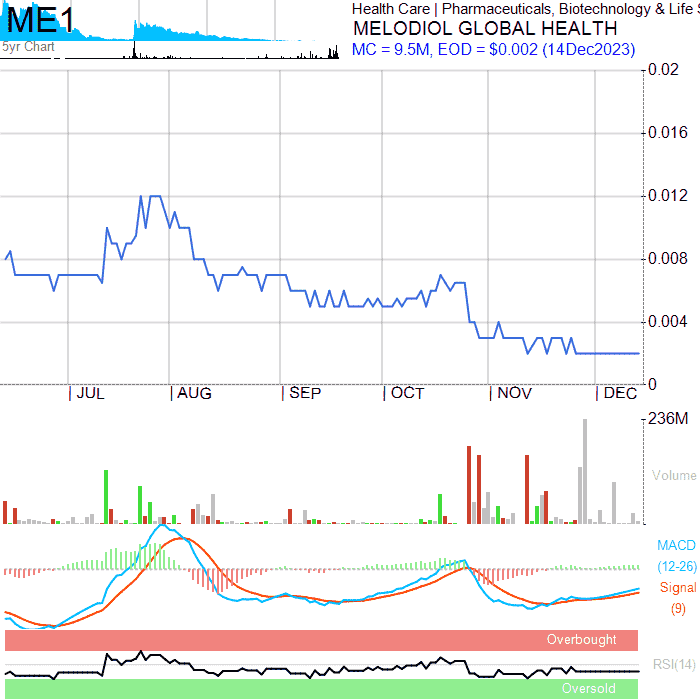 ME1
5yr Chart
Health Care | Pharmaceuticals, Biotechnology & Life S
MELODIOL GLOBAL HEALTH
MC = 9.5M, EOD = $0.002 (14Dec2023)
0.02
0.016
0.012
0.008
0.004
0
JUL AUG SEP OCT NOV DEC
236M
Volume
MACD
(12-26)
Signal
(9)
Overbought
RSI(14)
Oversold